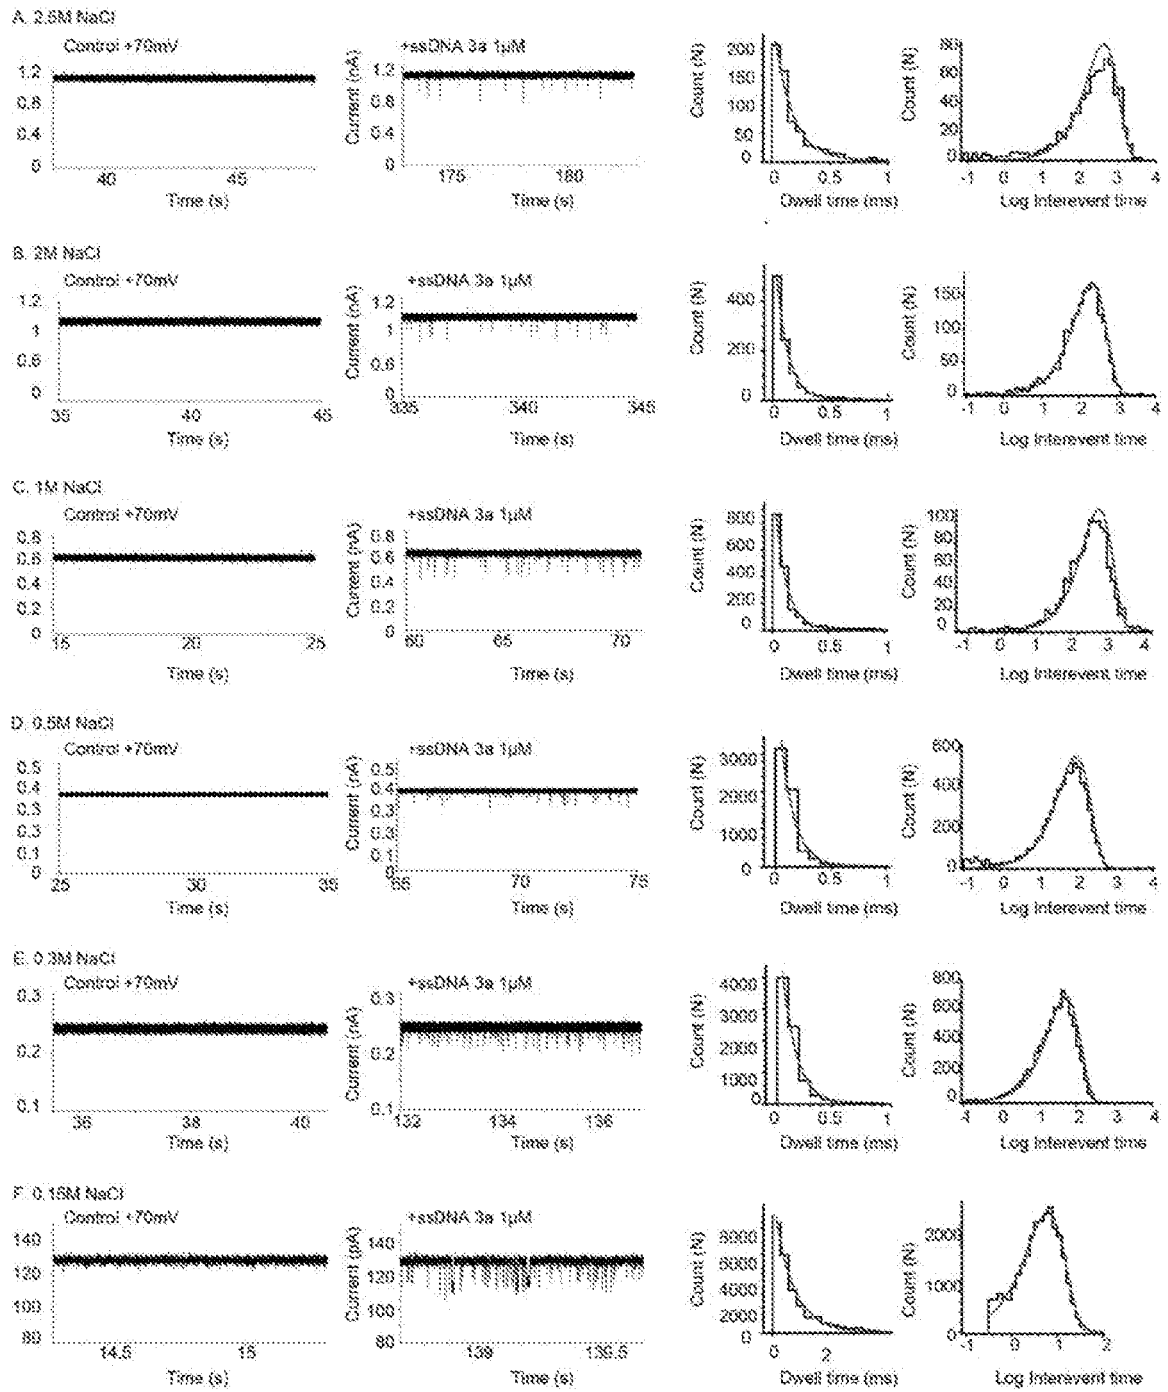 A. 2.5M NaCl
Control +70mV
+ssDNA 3a 1µM
1.2
0.8
0.4
0
40 45
Time (s)
Current (nA)
1.2
0.8
0.4
0
175 180
Time (s)
Count (N)
200
150
100
50
0
0 0.5 1
Dwell time (ms)
Count (N)
80
60
40
20
0
-1 0 1 2 3 4
Log Interevent time
B. 2M NaCl
Control +70mV
+ssDNA 3a 1µM
1.2
1
0
35 40 45
Time (s)
Current (nA)
1.2
1
0
335 340 345
Time (s)
Count (N)
400
200
0
0 0.5 1
Dwell time (ms)
Count (N)
150
100
50
0
-1 0 1 2 3 4
Log Interevent time
C. 1M NaCl
Control +70mV
+ssDNA 3a 1µM
0.8
0.6
0.4
0.2
0
15 20 25
Time (s)
Current (nA)
0.8
0.6
0.4
0.2
0
60 65 70
Time (s)
Count (N)
800
600
400
200
0
0 0.5 1
Dwell time (ms)
Count (N)
100
80
60
40
20
0
-1 0 1 2 3 4
Log Interevent time
D. 0.5M NaCl
Control +70mV
+ssDNA 3a 1µM
0.5
0.4
0.3
0.3
0.1
0
25 30 35
Time (s)
Current (nA)
0.5
0.4
0.3
0.3
0.1
0
65 70 75
Time (s)
Count (N)
3000
2000
1000
0
0 0.5 1
Dwell time (ms)
Count (N)
600
400
200
0
-1 0 1 2 3 4
Log Interevent time
E. 0.3M NaCl
Control +70mV
+ssDNA 3a 1µM
0.3
0.2
0.1
36 38 40
Time (s)
Current (nA)
0.3
0.2
0.1
132 134 136
Time (s)
Count (N)
4000
3000
2000
1000
0
0 0.5 1
Dwell time (ms)
Count (N)
800
600
400
200
0
-1 0 1 2 3 4
Log Interevent time
F. 0.15M NaCl
Control +70mV
+ssDNA 3a 1µM
140
120
100
80
14.5 15
Time (s)
Current (pA)
140
120
100
80
139 139.5
Time (s)
Count (N)
8000
6000
4000
2000
0
0 2
Dwell time (ms)
Count (N)
2000
1000
0
0 1 2
Log Interevent time